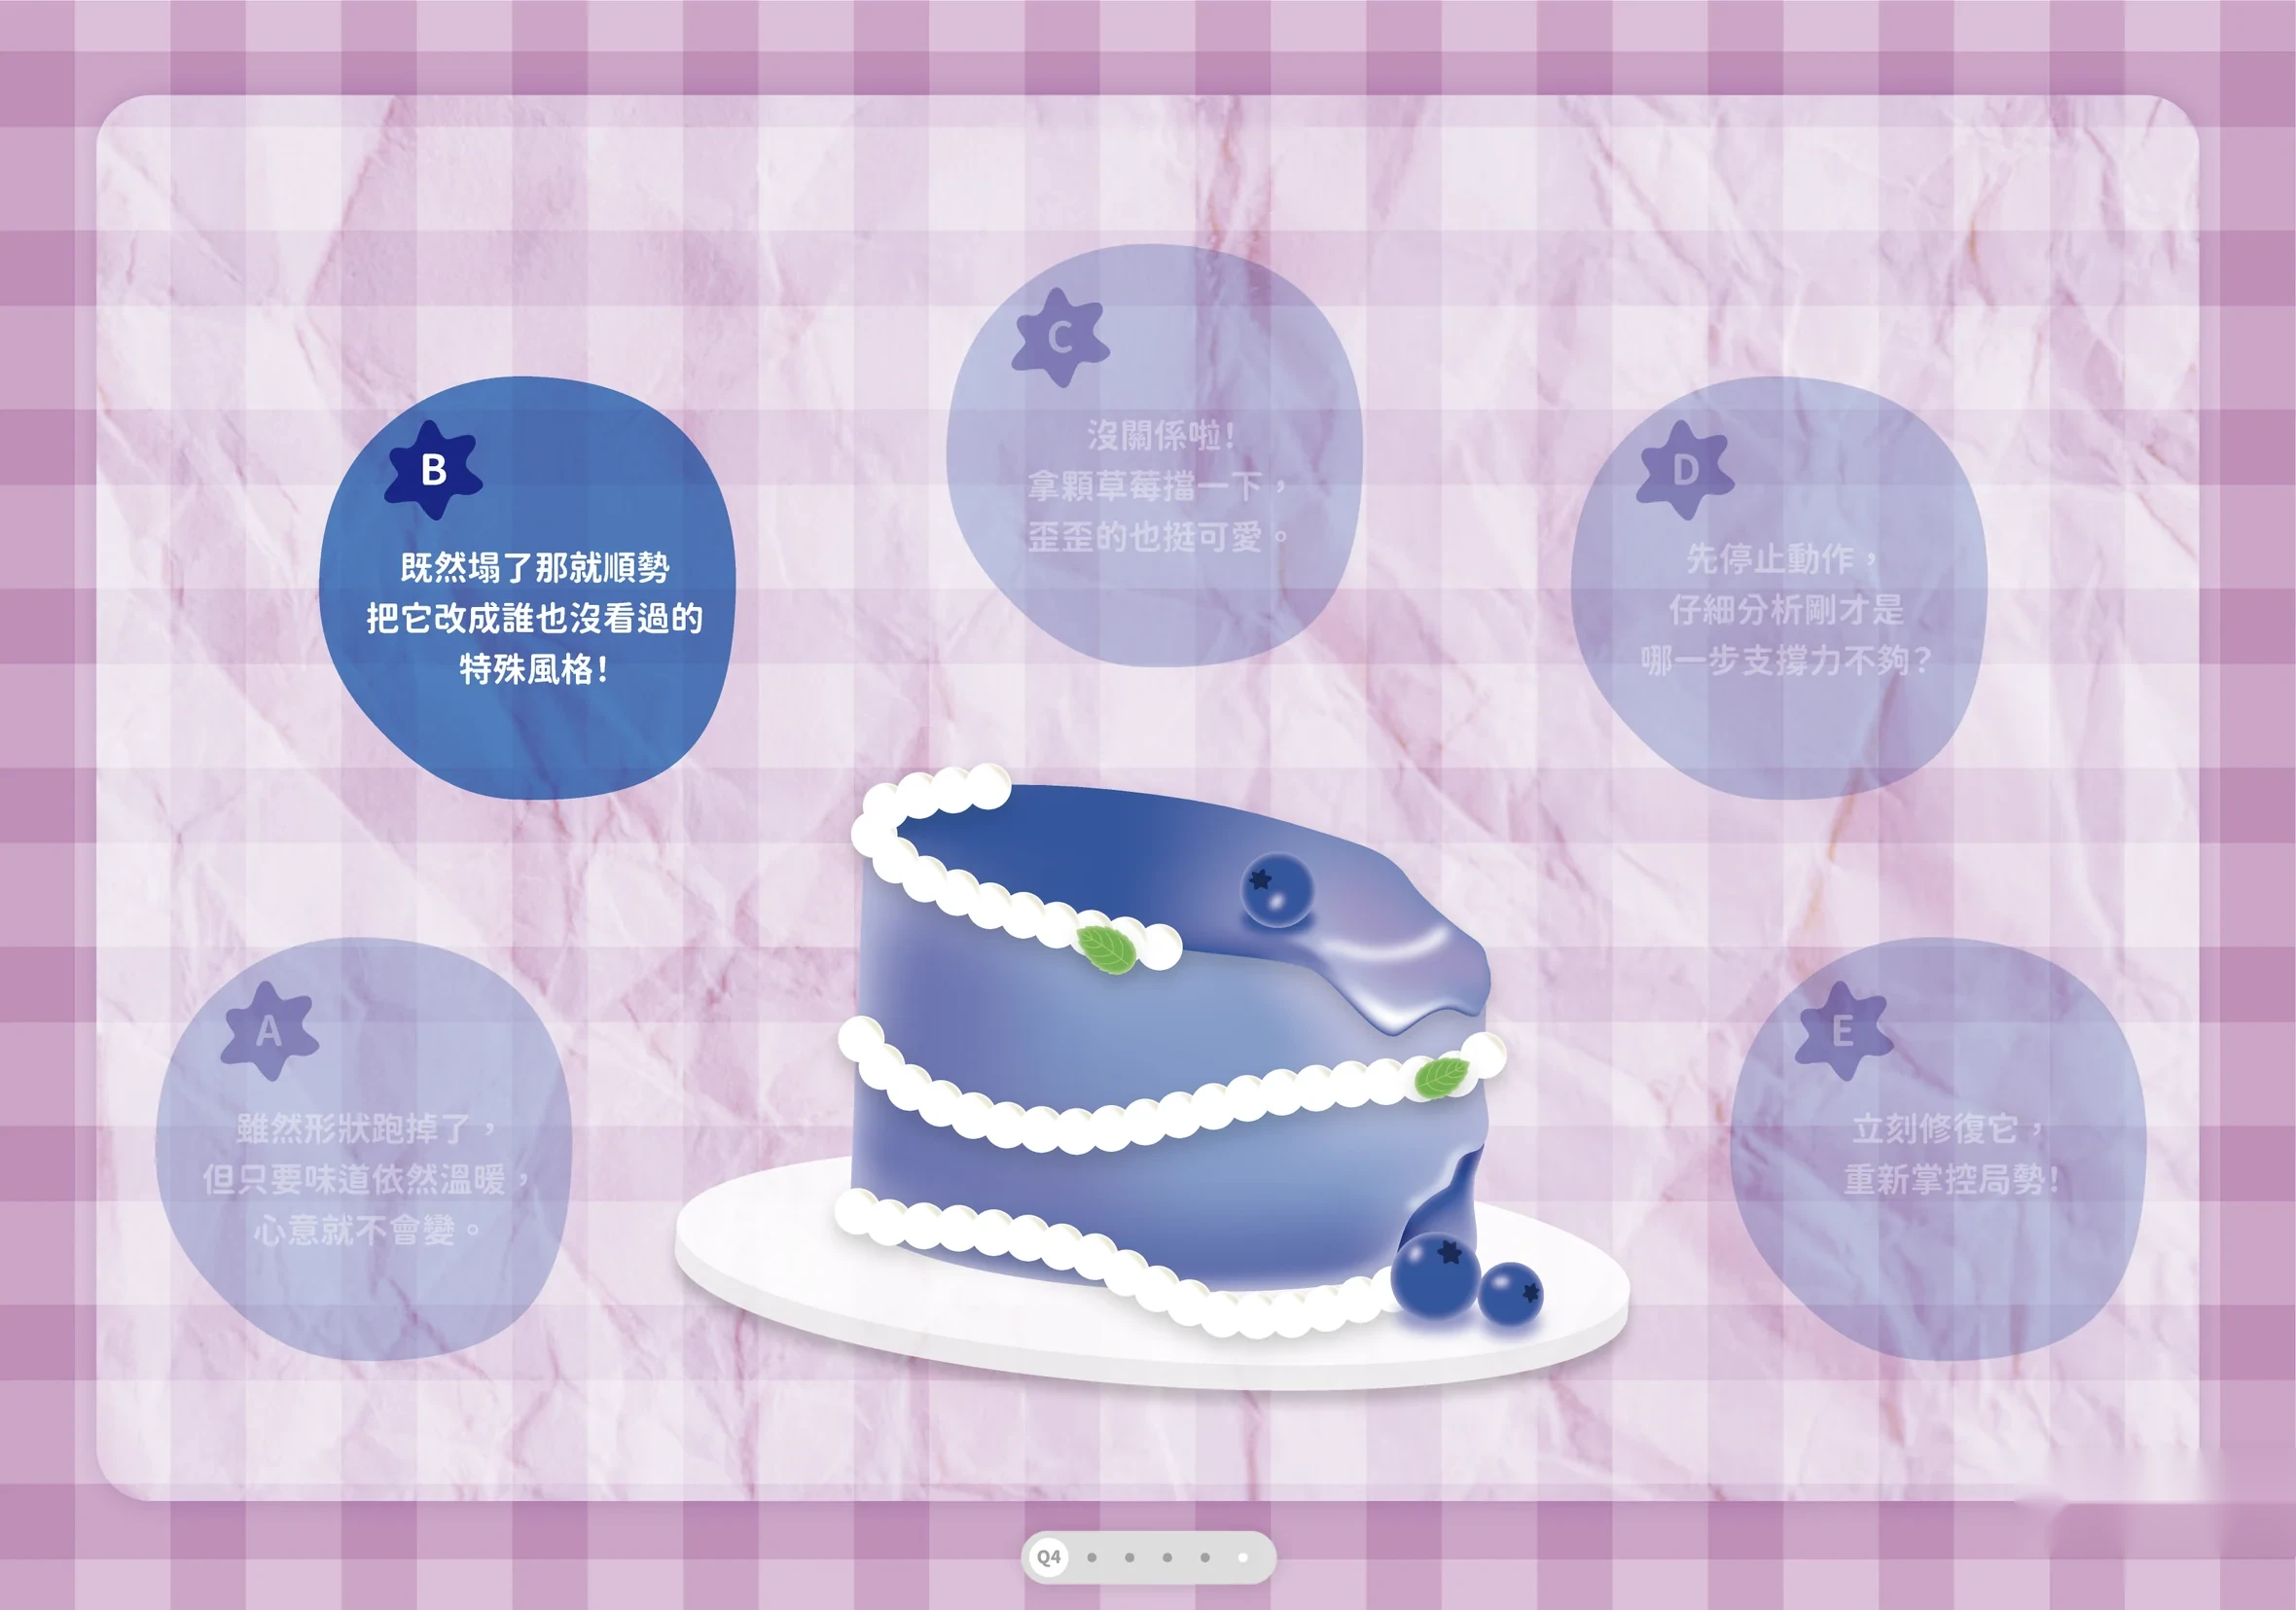 A
雖然形狀跑掉了，
但只要味道依然溫暖，
心意就不會變。
B
既然塌了那就順勢
把它改成誰也沒看過的
特殊風格！
C
沒關係啦！
拿顆草莓擋一下，
歪歪的也挺可愛。
D
先停止動作，
仔細分析剛才是
哪一步支撐力不夠？
E
立刻修復它，
重新掌控局勢！
Q4